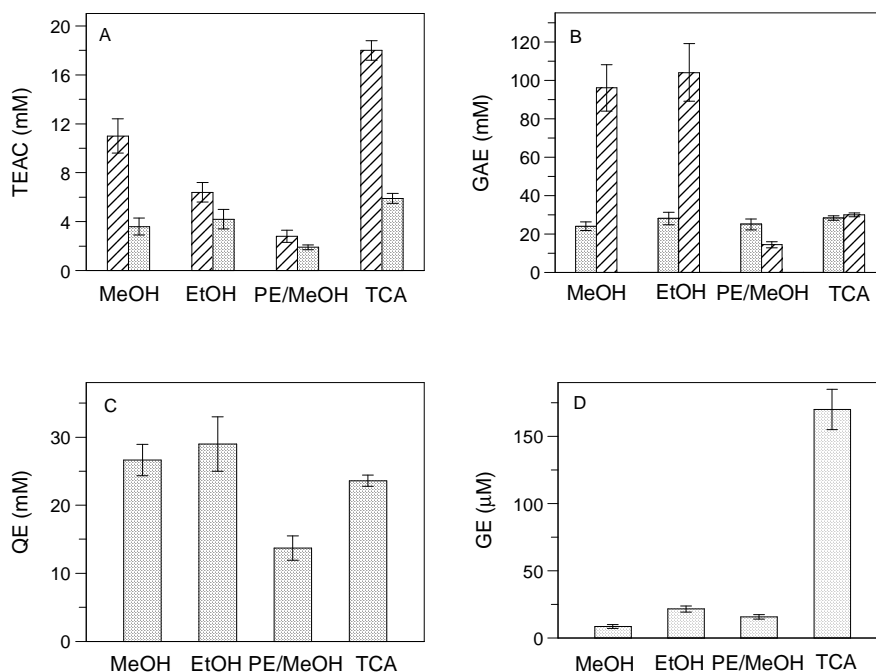 A
TEAC (mM)
20
16
12
8
4
0
MeOH EtOH PE/MeOH TCA
B
GAE (mM)
120
100
80
60
40
20
0
MeOH EtOH PE/MeOH TCA
C
QE (mM)
30
20
10
0
MeOH EtOH PE/MeOH TCA
D
GE (μM)
150
100
50
0
MeOH EtOH PE/MeOH TCA